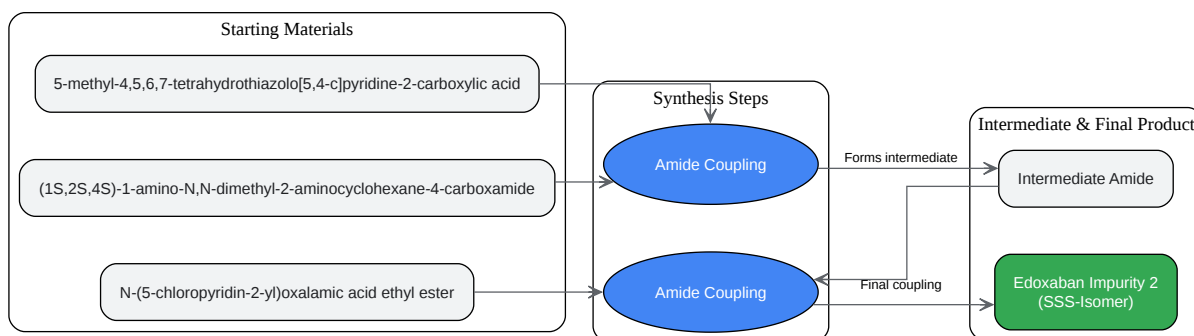 Starting Materials
5-methyl-4,5,6,7-tetrahydrothiazolo[5,4-c]pyridine-2-carboxylic acid
(1S,2S,4S)-1-amino-N,N-dimethyl-2-aminocyclohexane-4-carboxamide
N-(5-chloropyridin-2-yl)oxalamic acid ethyl ester
Synthesis Steps
Amide Coupling
Amide Coupling
Forms intermediate
Final coupling
Intermediate & Final Product
Intermediate Amide
Edoxaban Impurity 2
(SSS-Isomer)